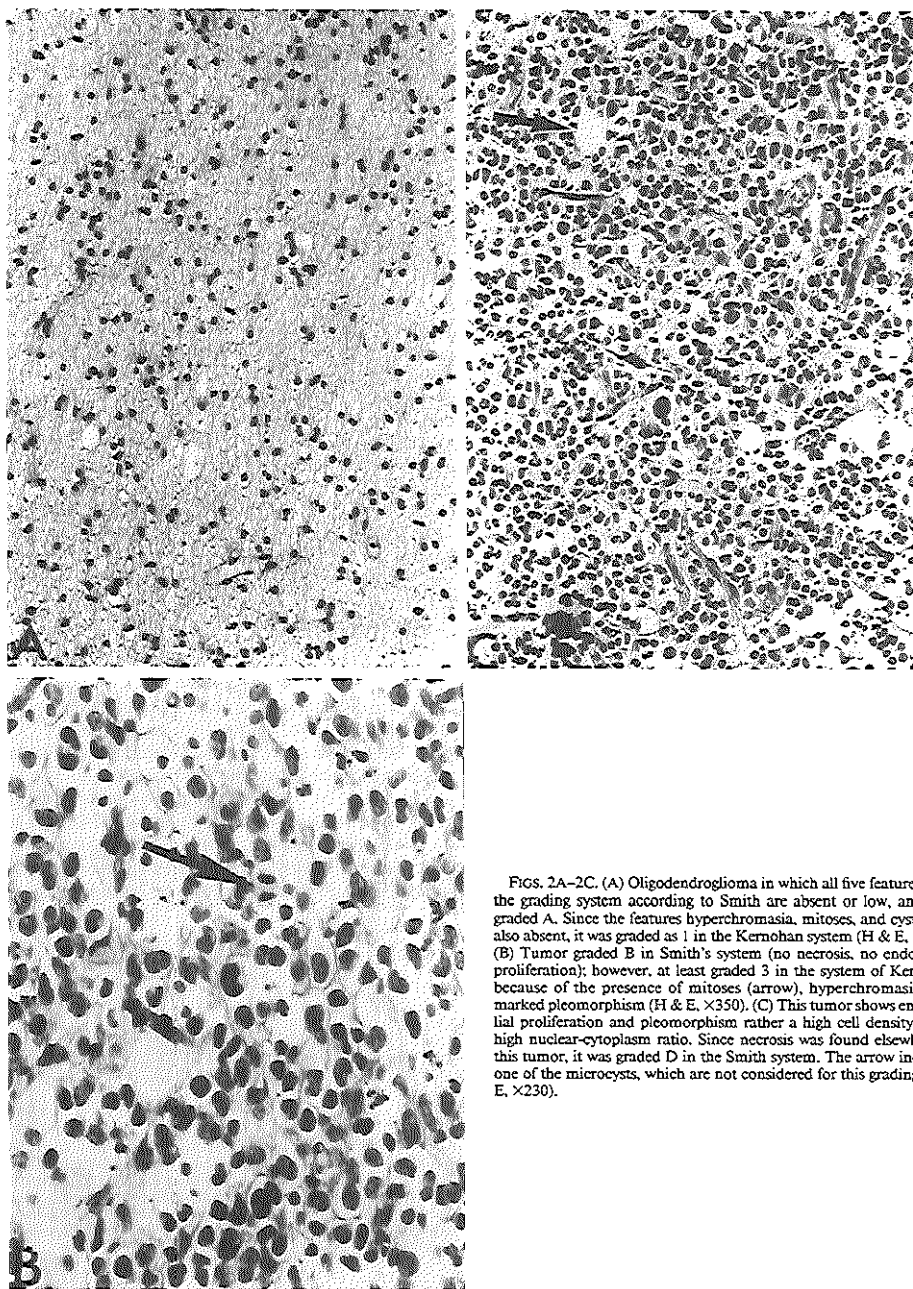 A
B
FIGS. 2A–2C. (A) Oligodendroglioma in which all five feature
the grading system according to Smith are absent or low, an
graded A. Since the features hyperchromasia, mitoses, and cys
also absent, it was graded as 1 in the Kernohan system (H & E,
(B) Tumor graded B in Smith's system (no necrosis, no endo
proliferation); however, at least graded 3 in the system of Ker
because of the presence of mitoses (arrow), hyperchromasi
marked pleomorphism (H & E, ×350). (C) This tumor shows en
lial proliferation and pleomorphism rather a high cell density
high nuclear-cytoplasm ratio. Since necrosis was found elsewh
this tumor, it was graded D in the Smith system. The arrow in
one of the microcysts, which are not considered for this grading
E, ×230).